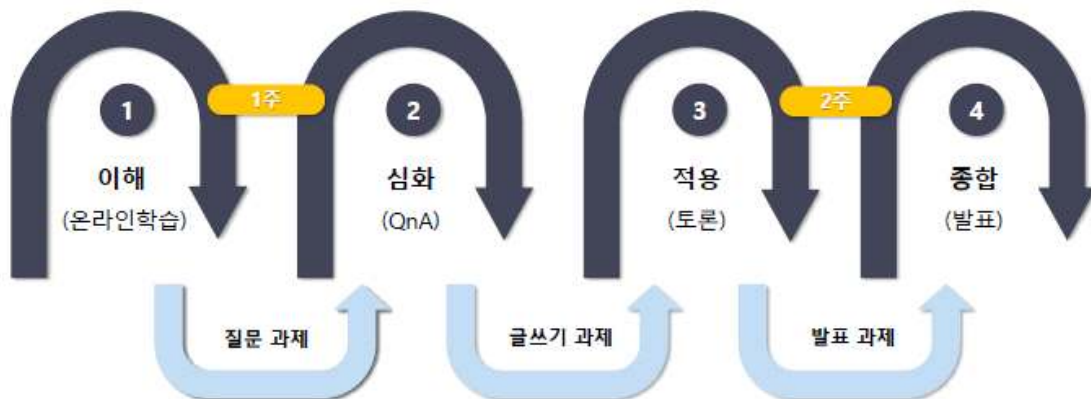 1
1주
2
3
2주
4
이해
심화
적용
종합
(온라인학습)
(QnA)
(토론)
(발표)
질문 과제
글쓰기 과제
발표 과제